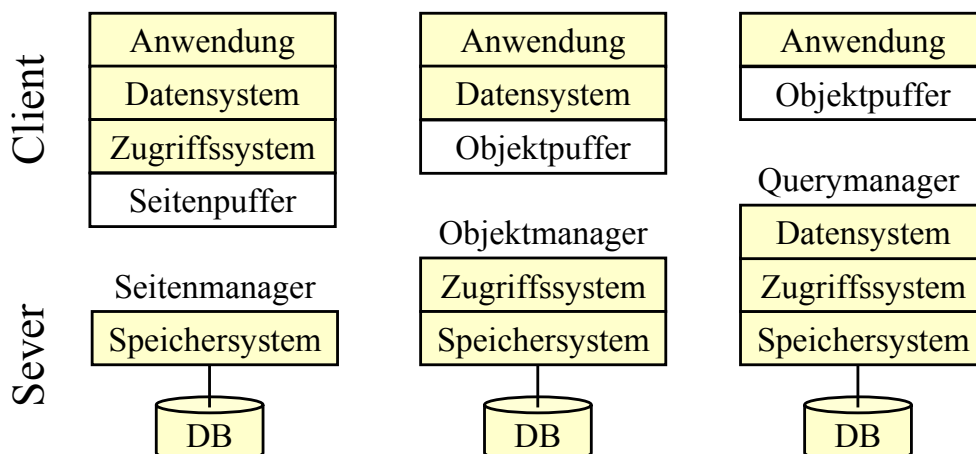 Client
Anwendung
Datensystem
Zugriffssystem
Seitenpuffer
Anwendung
Datensystem
Objektpuffer
Anwendung
Objektpuffer
Sever
Seitenmanager
Speichersystem
DB
Objektmanager
Zugriffssystem
Speichersystem
DB
Querymanager
Datensystem
Zugriffssystem
Speichersystem
DB